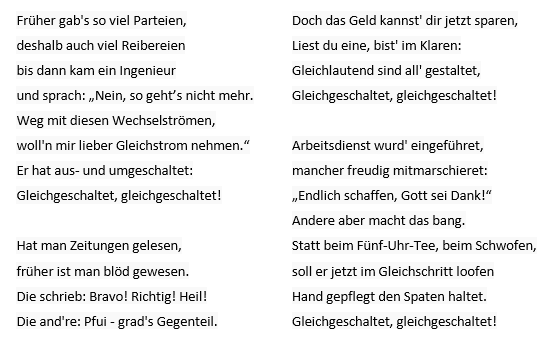 Früher gab's so viel Parteien,
deshalb auch viel Reibereien
bis dann kam ein Ingenieur
und sprach: „Nein, so geht’s nicht mehr.
Weg mit diesen Wechselströmen,
woll'n mir lieber Gleichstrom nehmen.“
Er hat aus- und umgeschaltet:
Gleichgeschaltet, gleichgeschaltet!

Hat man Zeitungen gelesen,
früher ist man blöd gewesen.
Die schrieb: Bravo! Richtig! Heil!
Die and're: Pfui - grad's Gegenteil.
Doch das Geld kannst' dir jetzt sparen,
Liest du eine, bist' im Klaren:
Gleichlautend sind all' gestaltet,
Gleichgeschaltet, gleichgeschaltet!

Arbeitsdienst wurd' eingeführet,
mancher freudig mitmarschieret:
„Endlich schaffen, Gott sei Dank!“
Andere aber macht das bang.
Statt beim Fünf-Uhr-Tee, beim Schwofen,
soll er jetzt im Gleichschritt loofen
Hand gepflegt den Spaten haltet.
Gleichgeschaltet, gleichgeschaltet!